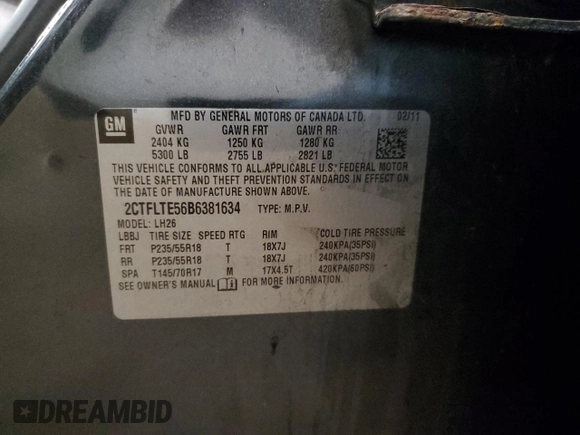 GM
MFD BY GENERAL MOTORS OF CANADA LTD. 02/11
GVWR GAWR FRT GAWR RR
2404 KG 1250 KG 1280 KG
5300 LB 2755 LB 2821 LB
THIS VEHICLE CONFORMS TO ALL APPLICABLE U.S. FEDERAL MOTOR
VEHICLE SAFETY AND THEFT PREVENTION STANDARDS IN EFFECT ON
THE DATE OF MANUFACTURE SHOWN ABOVE.
2CTFLTE56B6381634 TYPE: M.P.V.
MODEL: LH26
LBBJ TIRE SIZE SPEED RTG RIM COLD TIRE PRESSURE
FRT P235/55R18 T 18X7J 240KPA(35PSI)
RR P235/55R18 T 18X7J 240KPA(35PSI)
SPA T145/70R17 M 17X4.5T 420KPA(60PSI)
SEE OWNER'S MANUAL FOR MORE INFORMATION.
DREAMBID